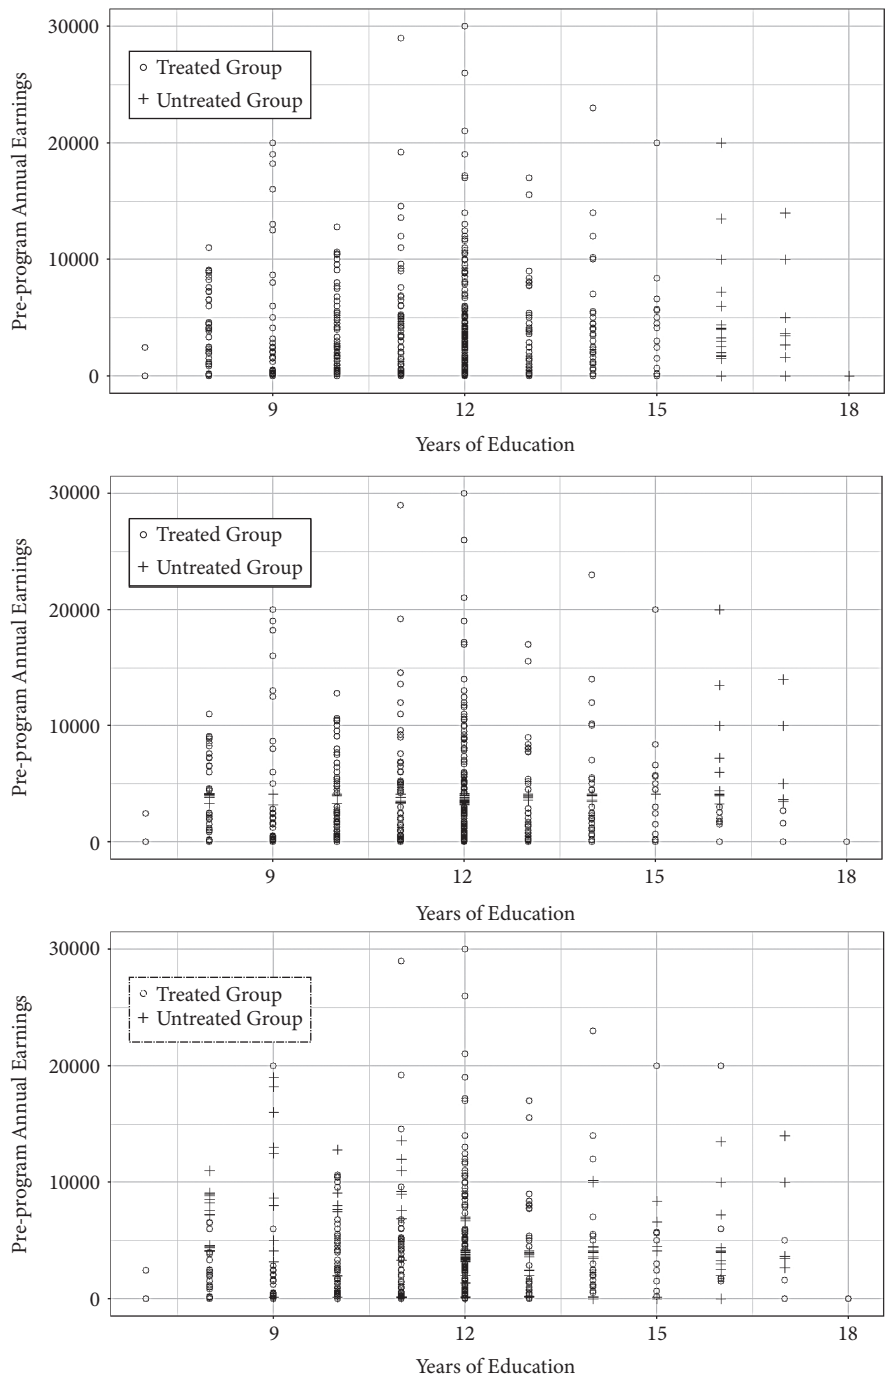 30000
Treated Group
Untreated Group
20000
10000
0
Pre-program Annual Earnings
9
12
15
18
Years of Education
30000
Treated Group
Untreated Group
20000
10000
0
Pre-program Annual Earnings
9
12
15
18
Years of Education
30000
Treated Group
Untreated Group
20000
10000
0
Pre-program Annual Earnings
9
12
15
18
Years of Education